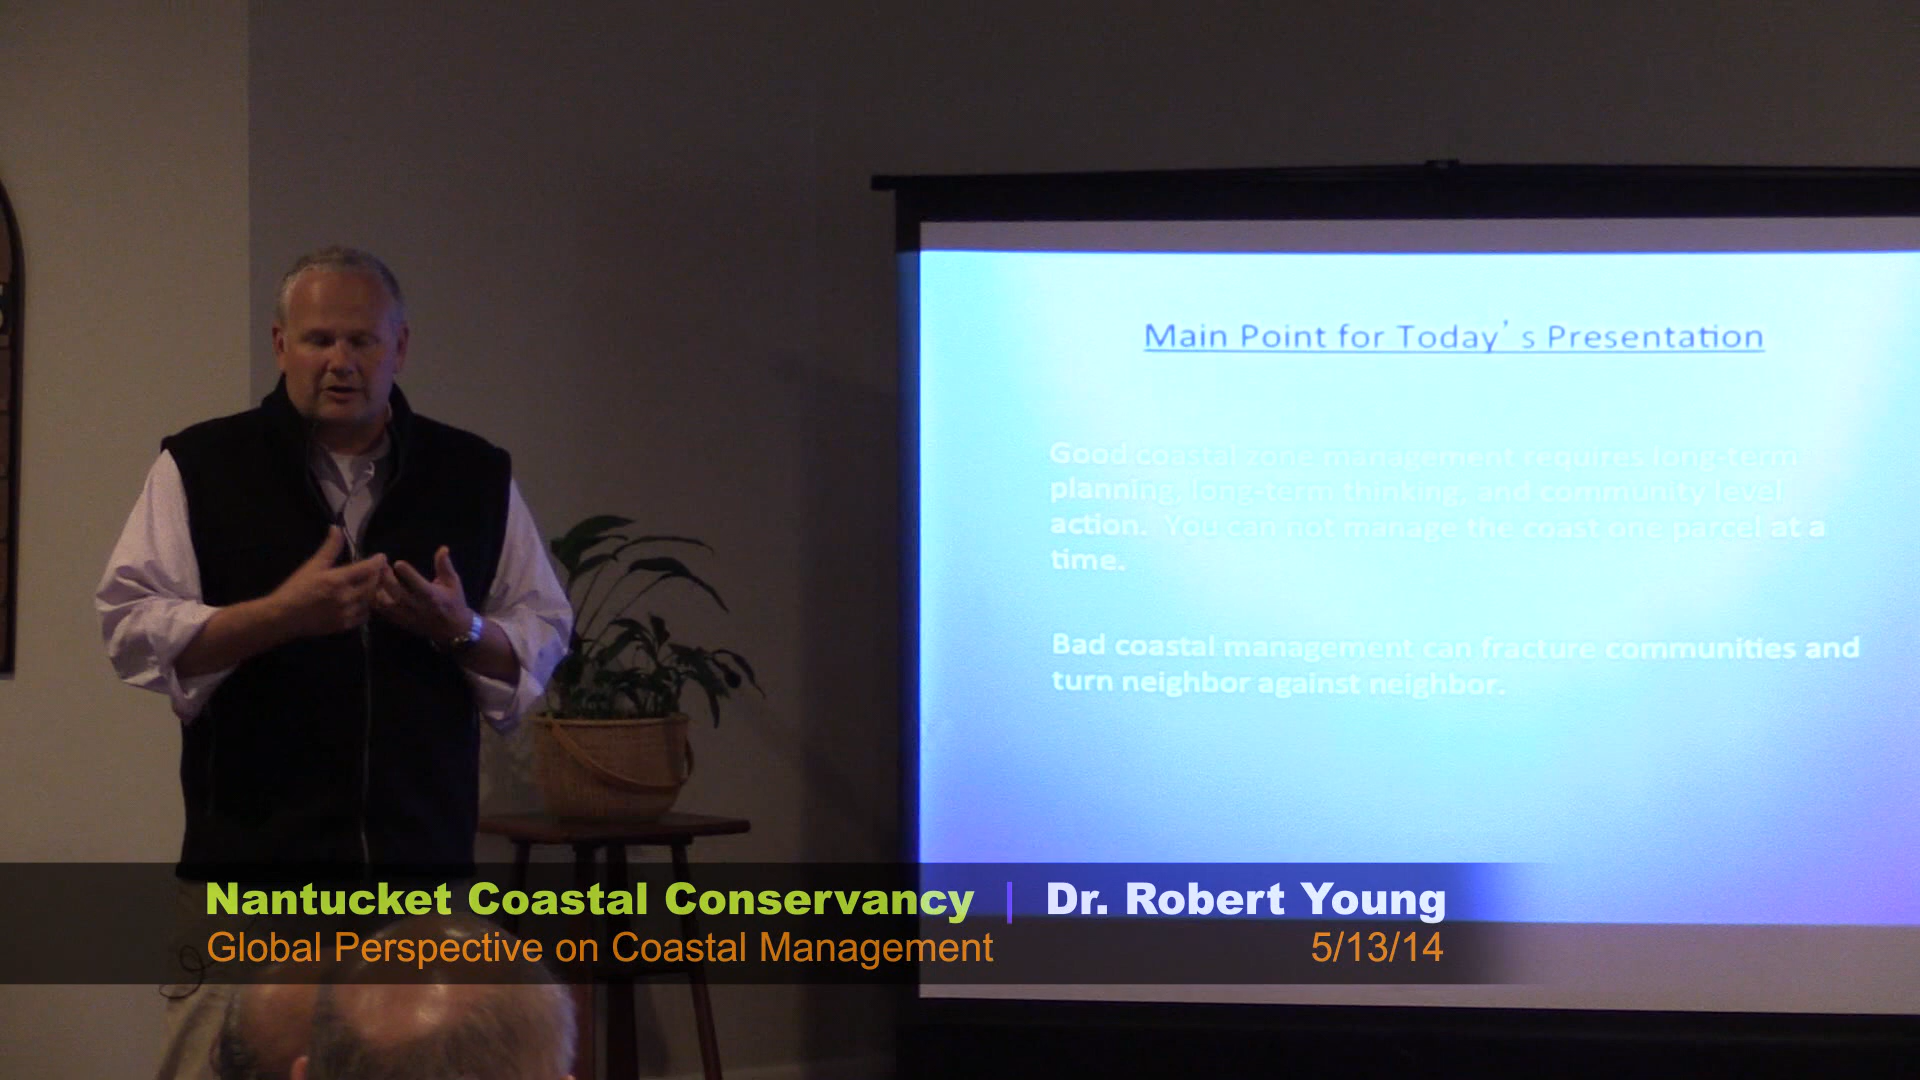 Main Point for Today's Presentation
Good coastal zone management requires long-term
planning, long-term thinking, and community level
action. You can not manage the coast one parcel at a
time.
Bad coastal management can fracture communities and
turn neighbor against neighbor.
Nantucket Coastal Conservancy | Dr. Robert Young
Global Perspective on Coastal Management 5/13/14